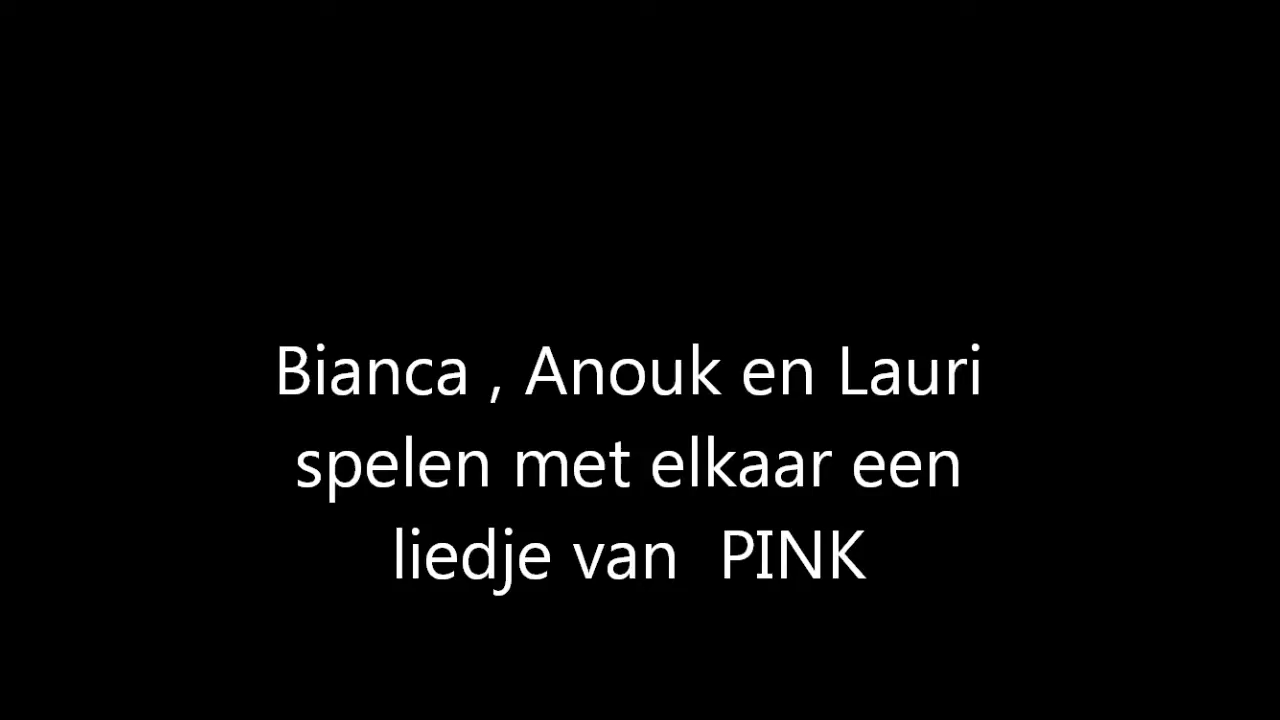 Bianca , Anouk en Lauri
spelen met elkaar een
liedje van  PINK